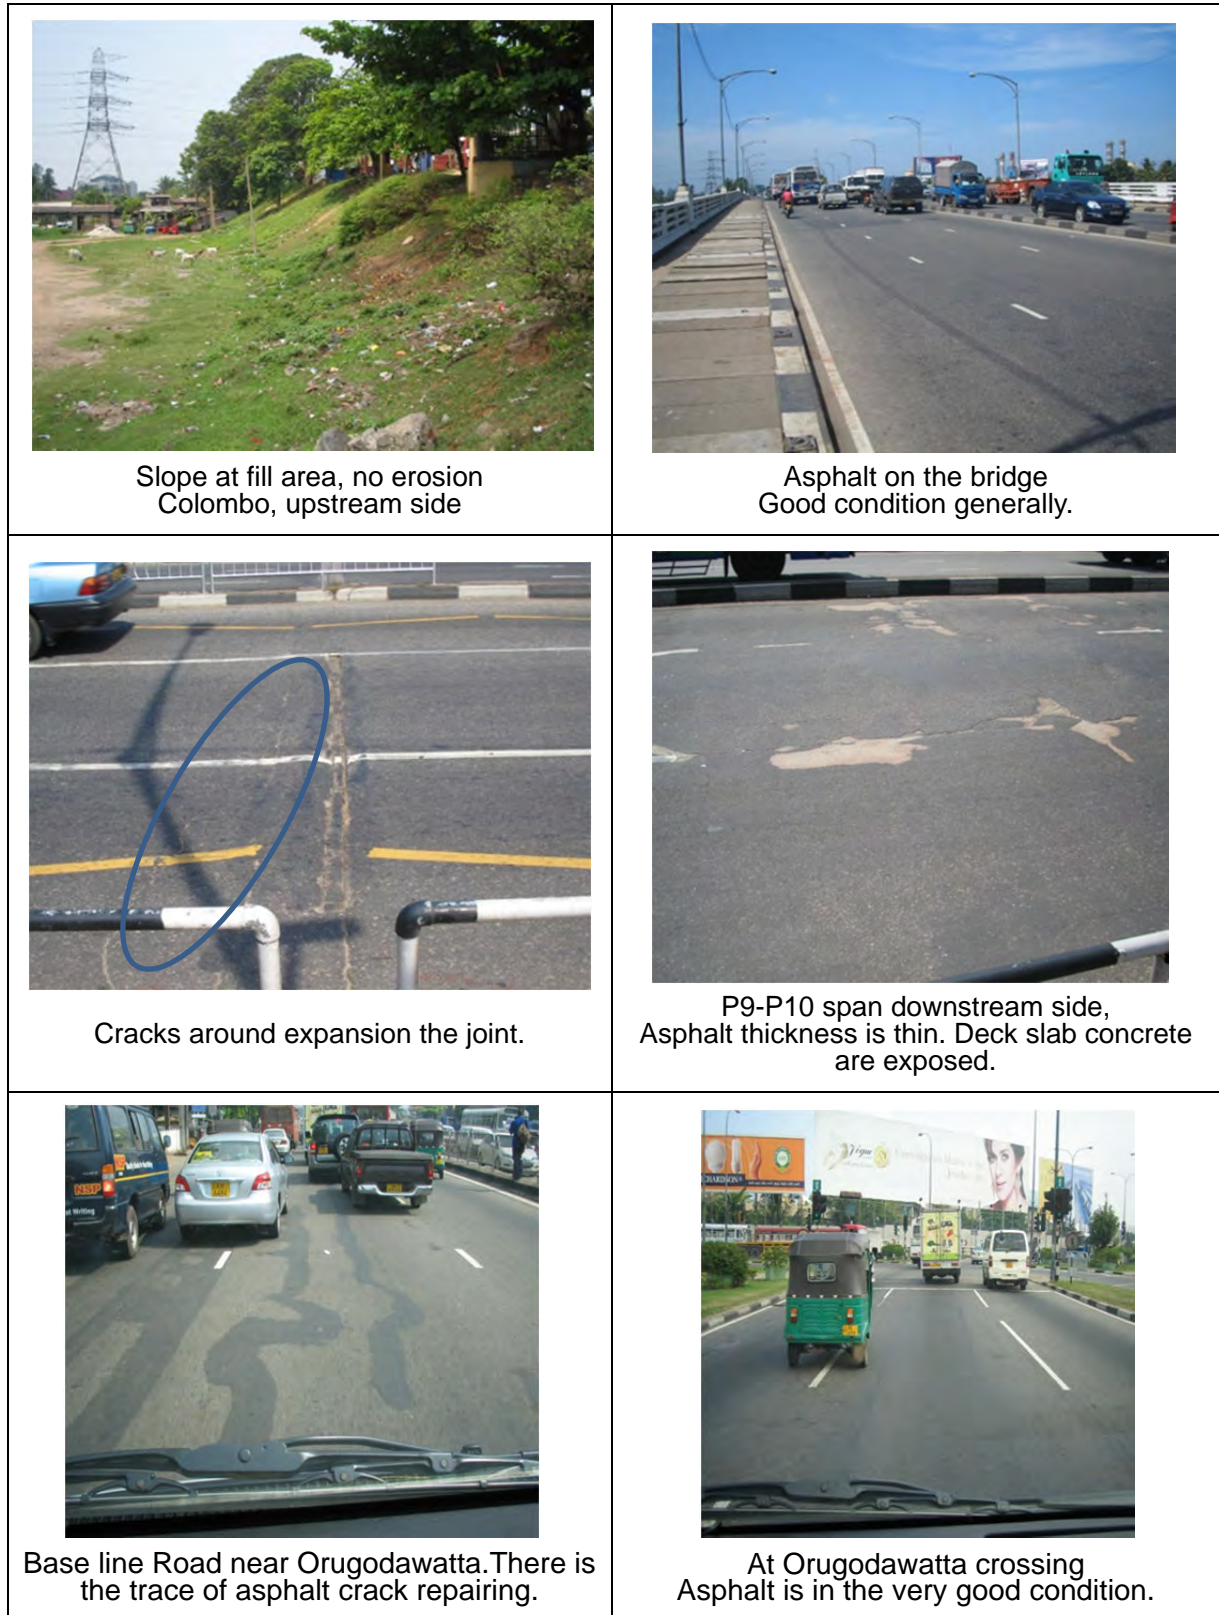 Slope at fill area, no erosion
Colombo, upstream side
Asphalt on the bridge
Good condition generally.
Cracks around expansion the joint.
P9-P10 span downstream side,
Asphalt thickness is thin. Deck slab concrete
are exposed.
NSP
Base line Road near Orugodawatta.There is
the trace of asphalt crack repairing.
At Orugodawatta crossing
Asphalt is in the very good condition.